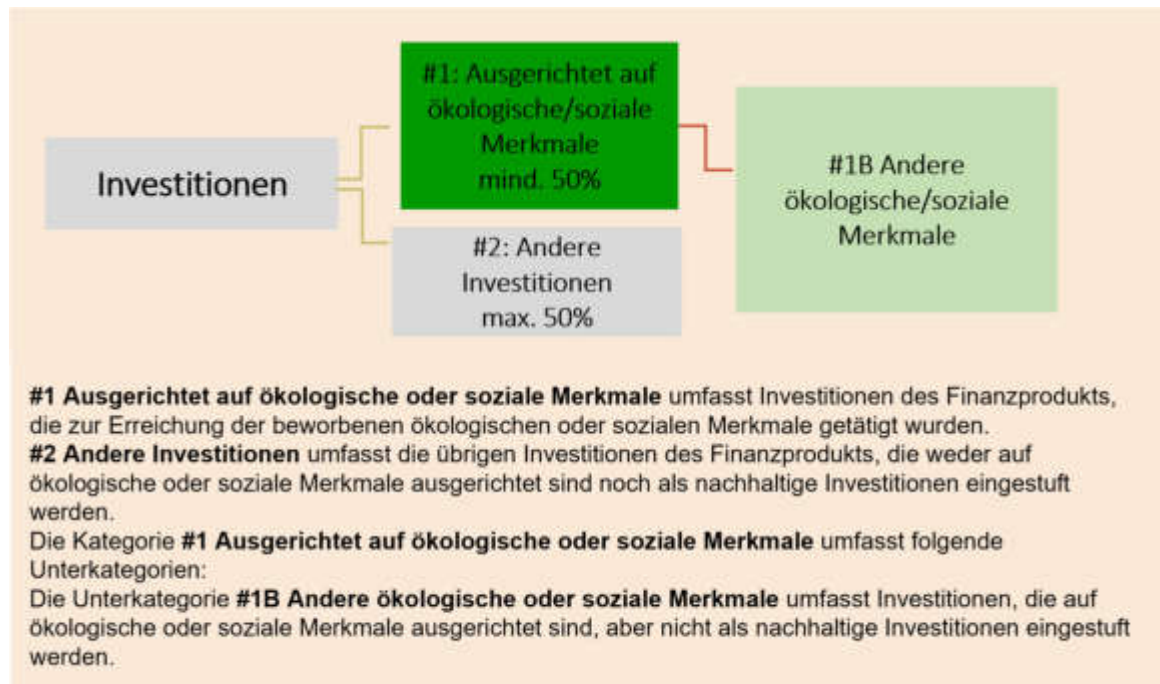 Investitionen
#1: Ausgerichtet auf
ökologische/soziale
Merkmale
mind. 50%
#2: Andere
Investitionen
max. 50%
#1B Andere
ökologische/soziale
Merkmale
#1 Ausgerichtet auf ökologische oder soziale Merkmale umfasst Investitionen des Finanzprodukts,
die zur Erreichung der beworbenen ökologischen oder sozialen Merkmale getätigt wurden.
#2 Andere Investitionen umfasst die übrigen Investitionen des Finanzprodukts, die weder auf
ökologische oder soziale Merkmale ausgerichtet sind noch als nachhaltige Investitionen eingestuft
werden.
Die Kategorie #1 Ausgerichtet auf ökologische oder soziale Merkmale umfasst folgende
Unterkategorien:
Die Unterkategorie #1B Andere ökologische oder soziale Merkmale umfasst Investitionen, die auf
ökologische oder soziale Merkmale ausgerichtet sind, aber nicht als nachhaltige Investitionen eingestuft
werden.